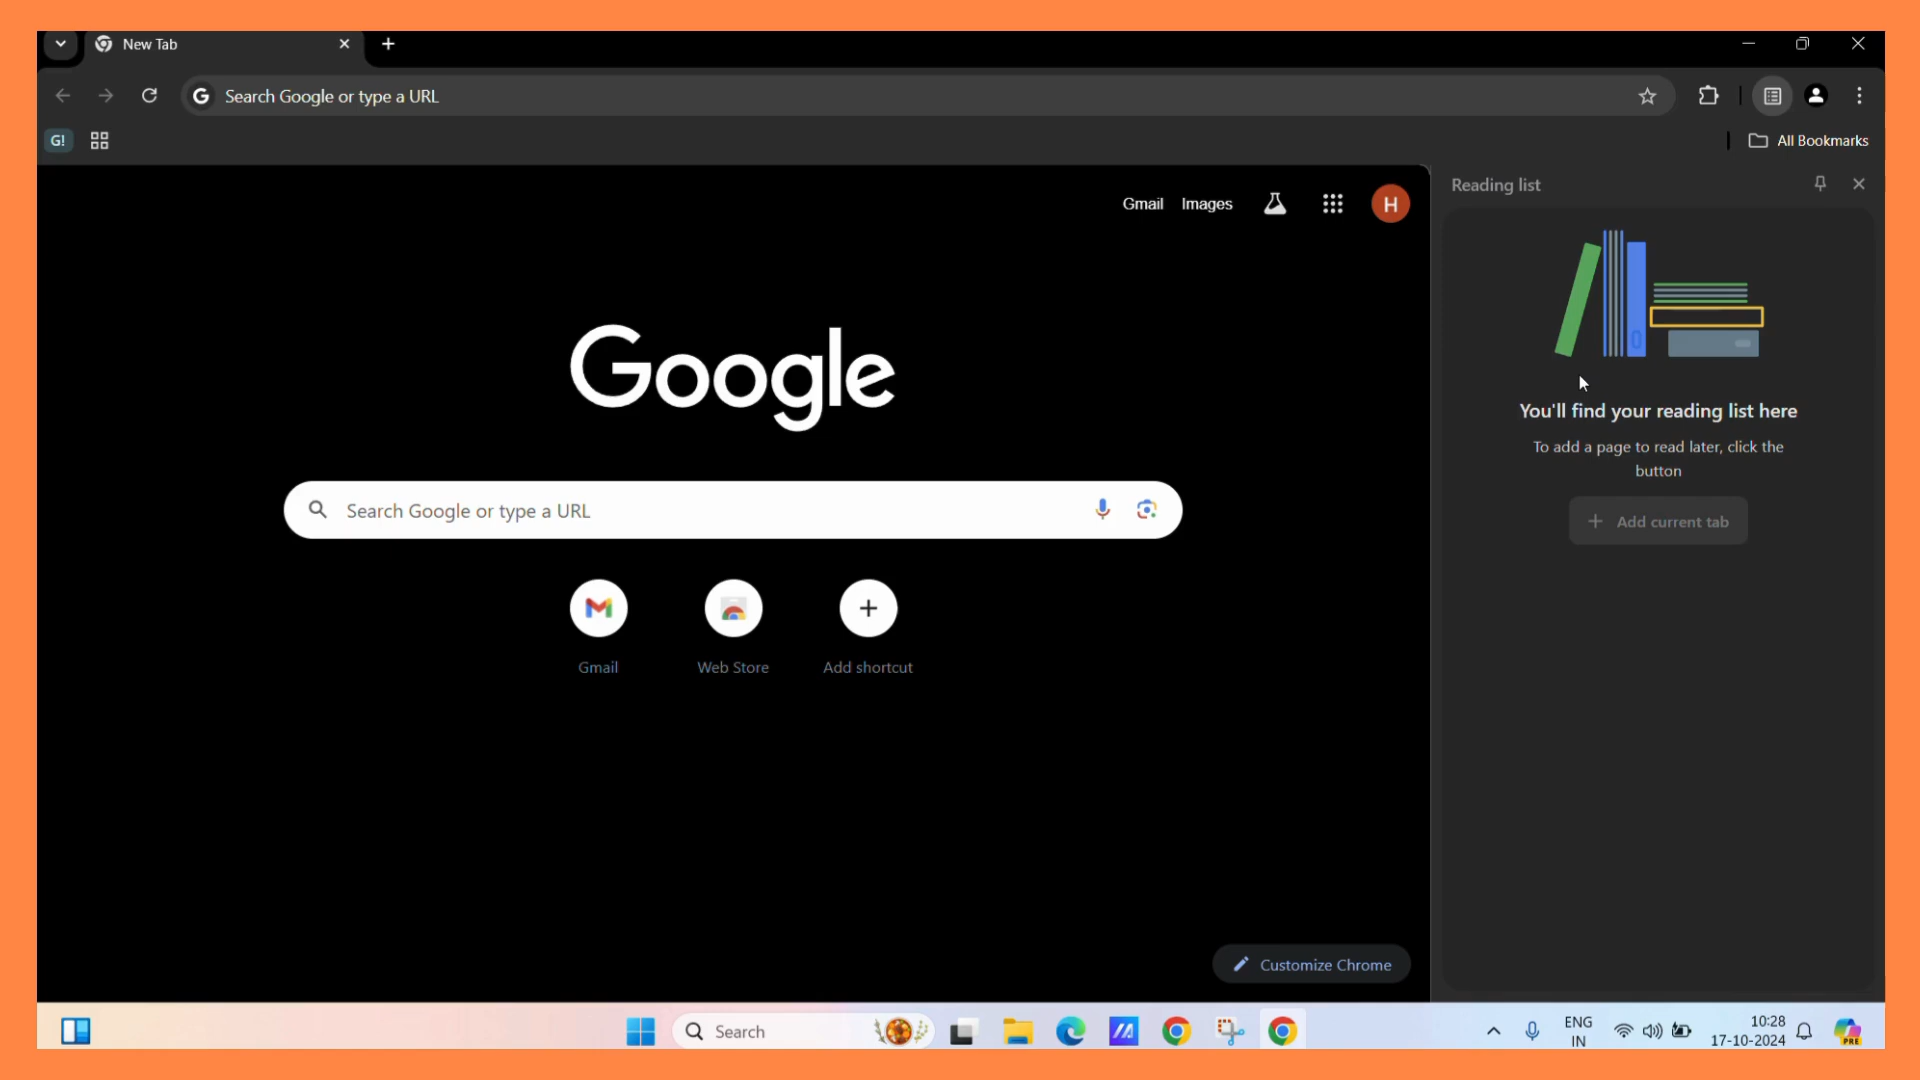 New Tab
Search Google or type a URL
G!
All Bookmarks
Reading list
Gmail Images
H
Google
You'll find your reading list here
To add a page to read later, click the
button
Search Google or type a URL
Add current tab
Gmail Web Store Add shortcut
Customize Chrome
Search
ENG
IN
10:28
17-10-2024
PRE